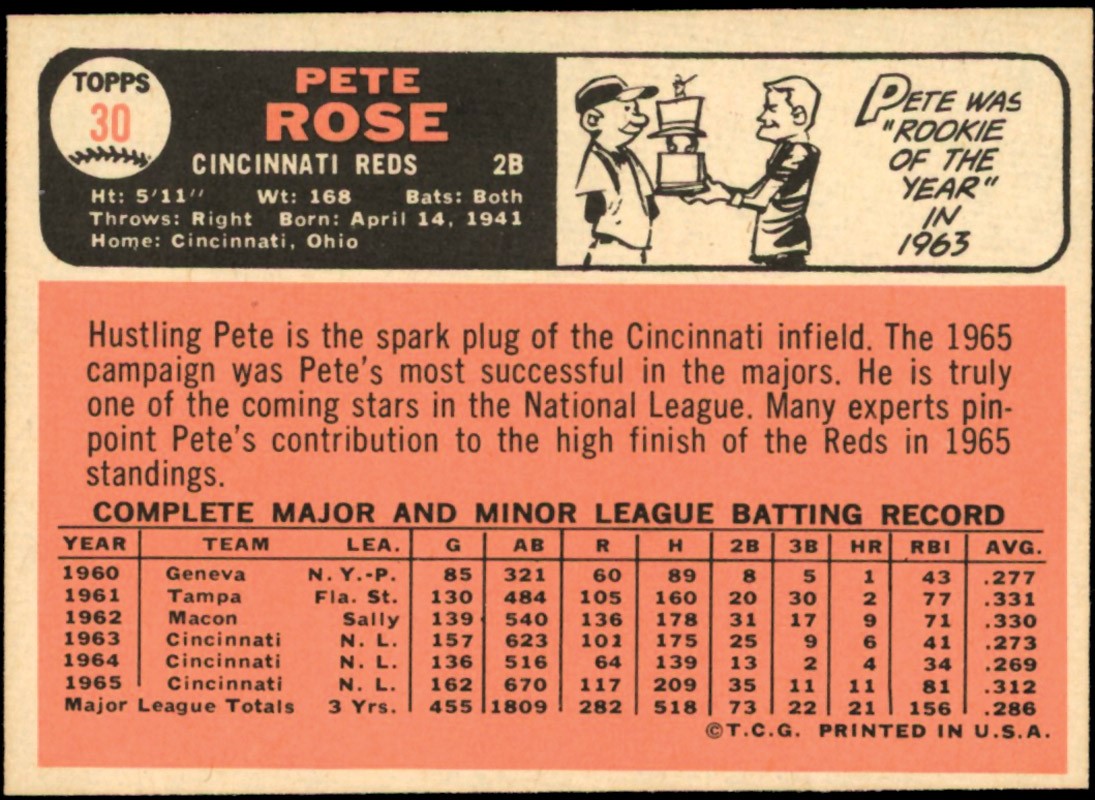 TOPPS
30
PETE
ROSE
CINCINNATI REDS 2B
Ht: 5'11" Wt: 168 Bats: Both
Throws: Right Born: April 14, 1941
Home: Cincinnati, Ohio
PETE WAS
"ROOKIE
OF THE
YEAR"
IN
1963
Hustling Pete is the spark plug of the Cincinnati infield. The 1965
campaign was Pete's most successful in the majors. He is truly
one of the coming stars in the National League. Many experts pin-
point Pete's contribution to the high finish of the Reds in 1965
standings.
COMPLETE MAJOR AND MINOR LEAGUE BATTING RECORD
YEAR TEAM LEA. G AB R H 2B 3B HR RBI AVG.
1960 Geneva N. Y.-P. 85 321 60 89 8 5 1 43 .277
1961 Tampa Fla. St. 130 484 105 160 20 30 2 77 .331
1962 Macon Sally 139 540 136 178 31 17 9 71 .330
1963 Cincinnati N. L. 157 623 101 175 25 9 6 41 .273
1964 Cincinnati N. L. 136 516 64 139 13 2 4 34 .269
1965 Cincinnati N. L. 162 670 117 209 35 11 11 81 .312
Major League Totals 3 Yrs. 455 1809 282 518 73 22 21 156 .286
©T.C.G. PRINTED IN U.S.A.